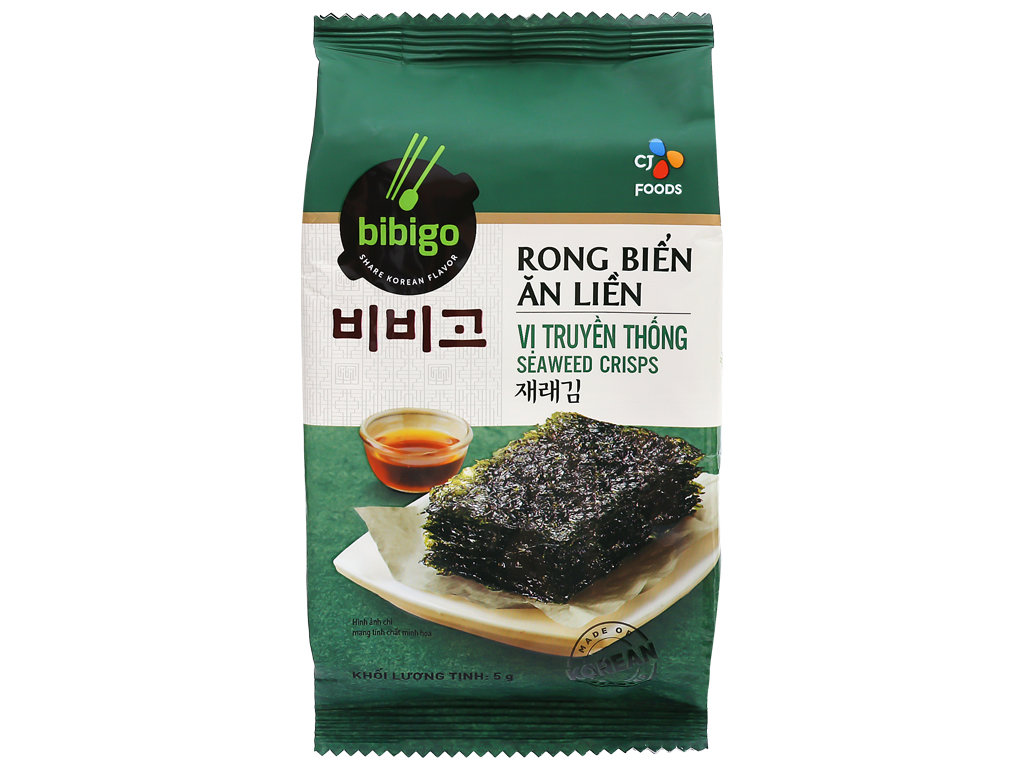 bibigo
SHARE KOREAN FLAVOR
비비고
CJ
FOODS
RONG BIỂN
ĂN LIỀN
VỊ TRUYỀN THỐNG
SEAWEED CRISPS
재래김
Hình ảnh chỉ
mang tính chất minh họa
MADE OF
KOREAN
KHỐI LƯỢNG TỊNH: 5 g